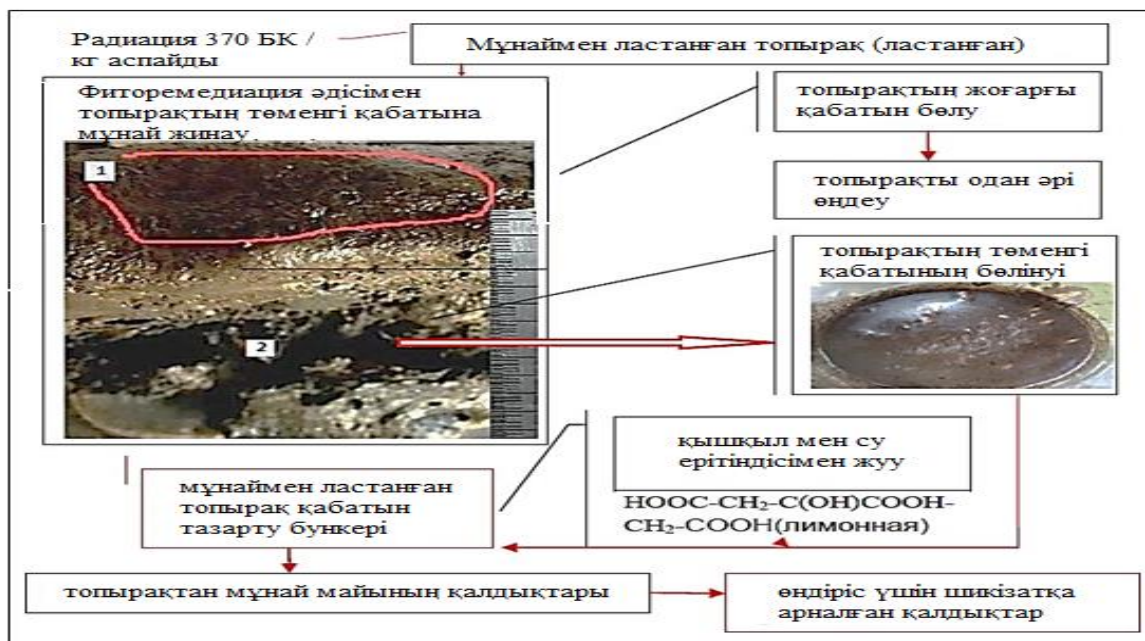 Радиация 370 БК /
кг аспайды
Мұнаймен ластанған топырақ (ластанған)
Фиторемедиация әдісімен
топырақтың төменгі қабатына
мұнай жинау
1
2
топырақтың жоғарғы
қабатын бөлу
топырақты одан әрі
өңдеу
топырақтың төменгі
қабатының бөлінуі
қышқыл мен су
ерітіндісімен жуу
HOOC-CH₂-C(OH)COOH-
CH₂-COOH(лимонная)
мұнаймен ластанған
топырақ қабатын
тазарту бункері
топырақтан мұнай майының қалдықтары
өндіріс үшін шикізатқа
арналған қалдықтар